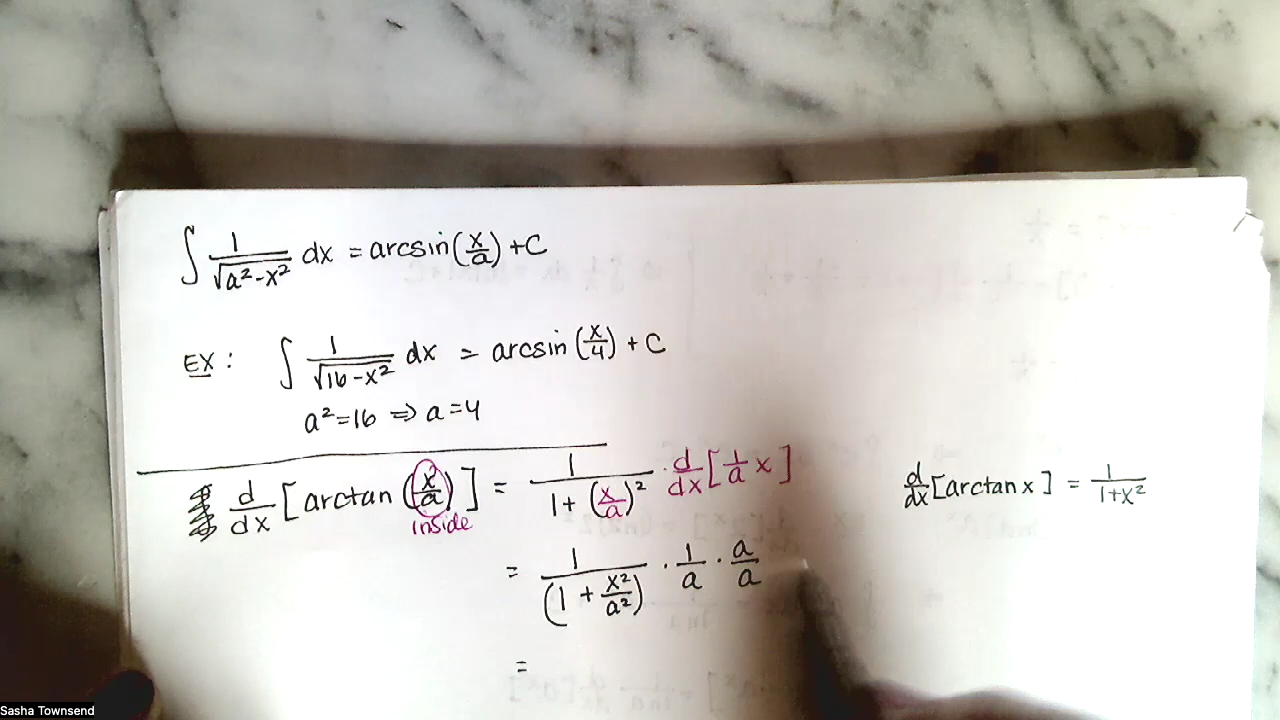 ∫ 1/√(a²-x²) dx = arcsin(x/a) + C
EX: ∫ 1/√(16-x²) dx = arcsin(x/4) + C
a²=16 ⇒ a=4
d/dx [arctan(x/a)] = 1/(1+(x/a)²) · d/dx [1/a x]
inside
d/dx [arctan x] = 1/(1+x²)
= 1/(1+x²/a²) · 1/a · a/a
=
Sasha Townsend